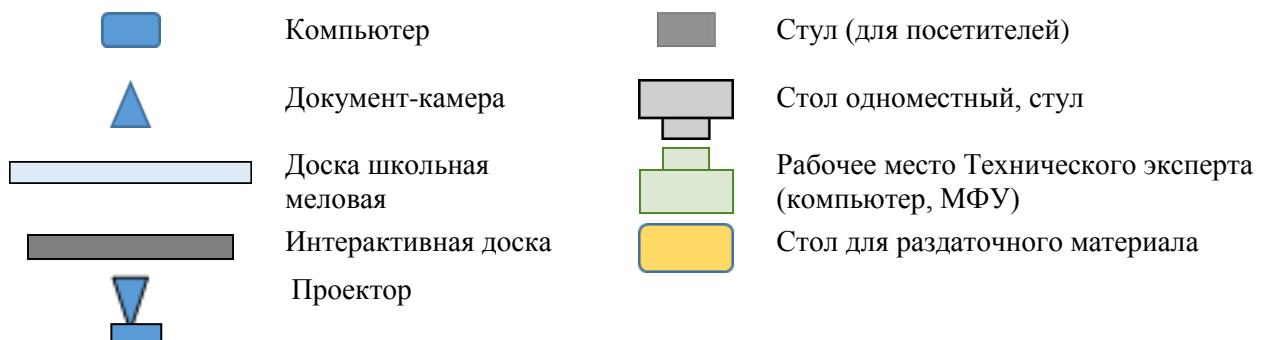 Компьютер
Стул (для посетителей)
Документ-камера
Стол одноместный, стул
Доска школьная
меловая
Рабочее место Технического эксперта
(компьютер, МФУ)
Интерактивная доска
Стол для раздаточного материала
Проектор